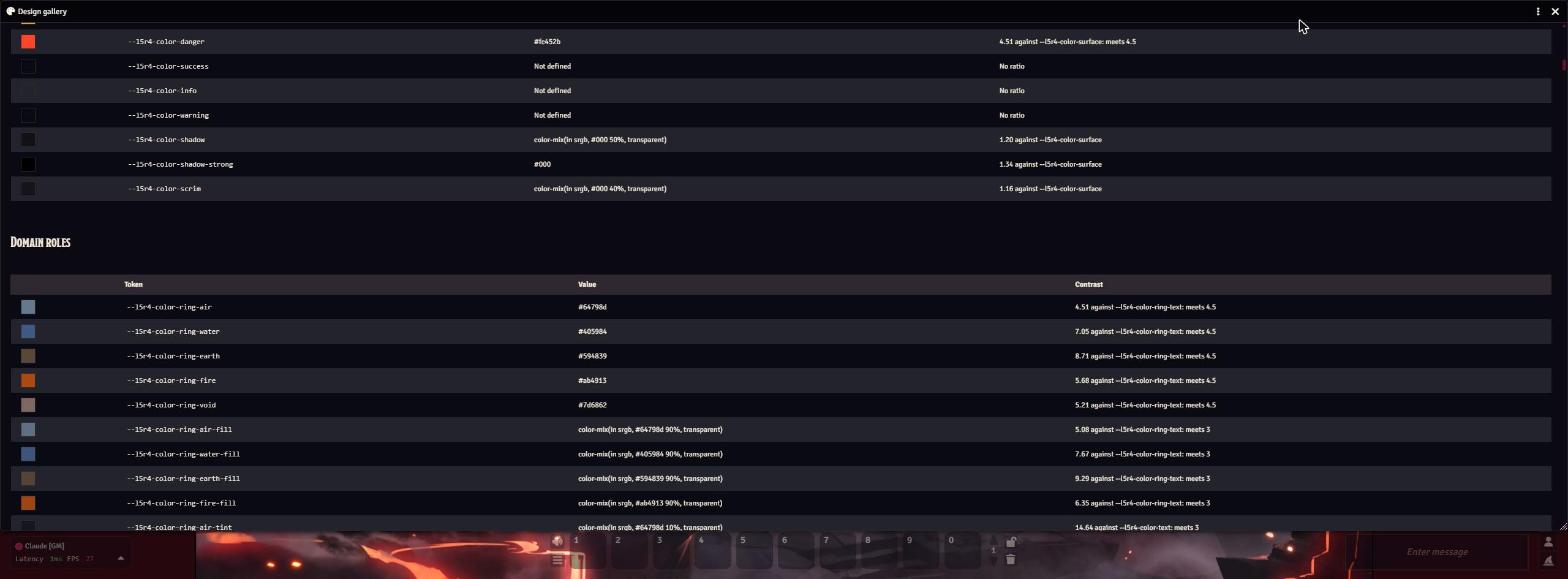 Design gallery
--l5r4-color-danger #fc452b 4.51 against --l5r4-color-surface: meets 4.5
--l5r4-color-success Not defined No ratio
--l5r4-color-info Not defined No ratio
--l5r4-color-warning Not defined No ratio
--l5r4-color-shadow color-mix(in srgb, #000 50%, transparent) 1.20 against --l5r4-color-surface
--l5r4-color-shadow-strong #000 1.34 against --l5r4-color-surface
--l5r4-color-scrim color-mix(in srgb, #000 40%, transparent) 1.16 against --l5r4-color-surface
DOMAIN ROLES
Token Value Contrast
--l5r4-color-ring-air #64798d 4.51 against --l5r4-color-ring-text: meets 4.5
--l5r4-color-ring-water #405984 7.05 against --l5r4-color-ring-text: meets 4.5
--l5r4-color-ring-earth #594839 8.71 against --l5r4-color-ring-text: meets 4.5
--l5r4-color-ring-fire #ab4913 5.68 against --l5r4-color-ring-text: meets 4.5
--l5r4-color-ring-void #7d6862 5.21 against --l5r4-color-ring-text: meets 4.5
--l5r4-color-ring-air-fill color-mix(in srgb, #64798d 90%, transparent) 5.08 against --l5r4-color-ring-text: meets 3
--l5r4-color-ring-water-fill color-mix(in srgb, #405984 90%, transparent) 7.67 against --l5r4-color-ring-text: meets 3
--l5r4-color-ring-earth-fill color-mix(in srgb, #594839 90%, transparent) 9.29 against --l5r4-color-ring-text: meets 3
--l5r4-color-ring-fire-fill color-mix(in srgb, #ab4913 90%, transparent) 6.35 against --l5r4-color-ring-text: meets 3
--l5r4-color-ring-air-tint color-mix(in srgb, #64798d 10%, transparent) 14.64 against --l5r4-color-text: meets 3
Claude [GM]
Latency 3ms FPS 27
1 2 3 4 5 6 7 8 9 0
1
Enter message